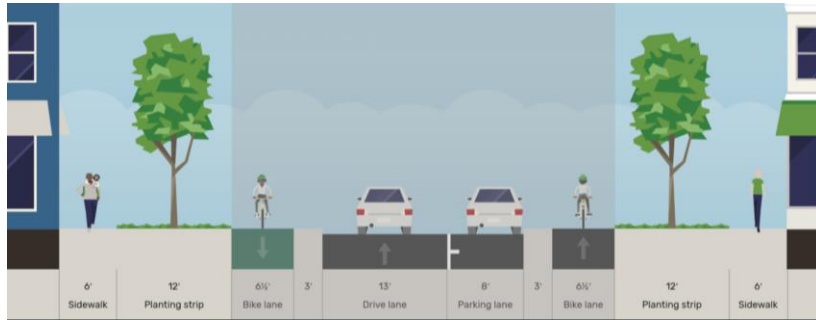 6' 12' 6½' 3' 13' 8' 3' 6½' 12' 6'
Sidewalk Planting strip Bike lane Drive lane Parking lane Bike lane Planting strip Sidewalk